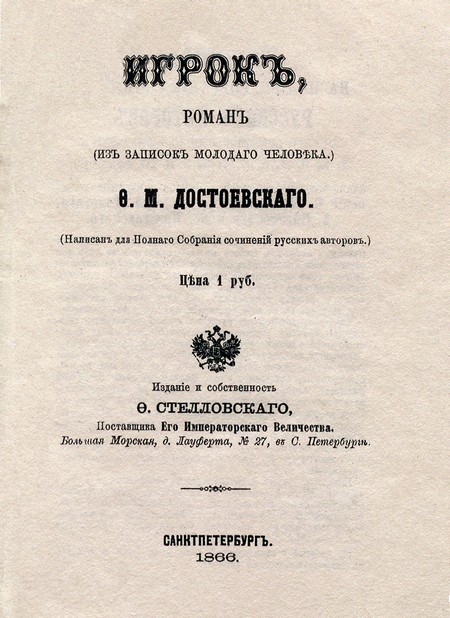 ИГРОКЪ,
РОМАНЪ
(ИЗЪ ЗАПИСОКЪ МОЛОДАГО ЧЕЛОВѢКА.)
Ѳ. М. ДОСТОЕВСКАГО.
(Написанъ для Полнаго Собранія сочиненій русскихъ авторовъ.)
Цѣна 1 руб.
Изданіе и собственность
Ѳ. СТЕЛЛОВСКАГО,
Поставщика Его Императорскаго Величества.
Большая Морская, д. Лауферта, № 27, въ С. Петербургѣ.
САНКТПЕТЕРБУРГЪ.
1866.